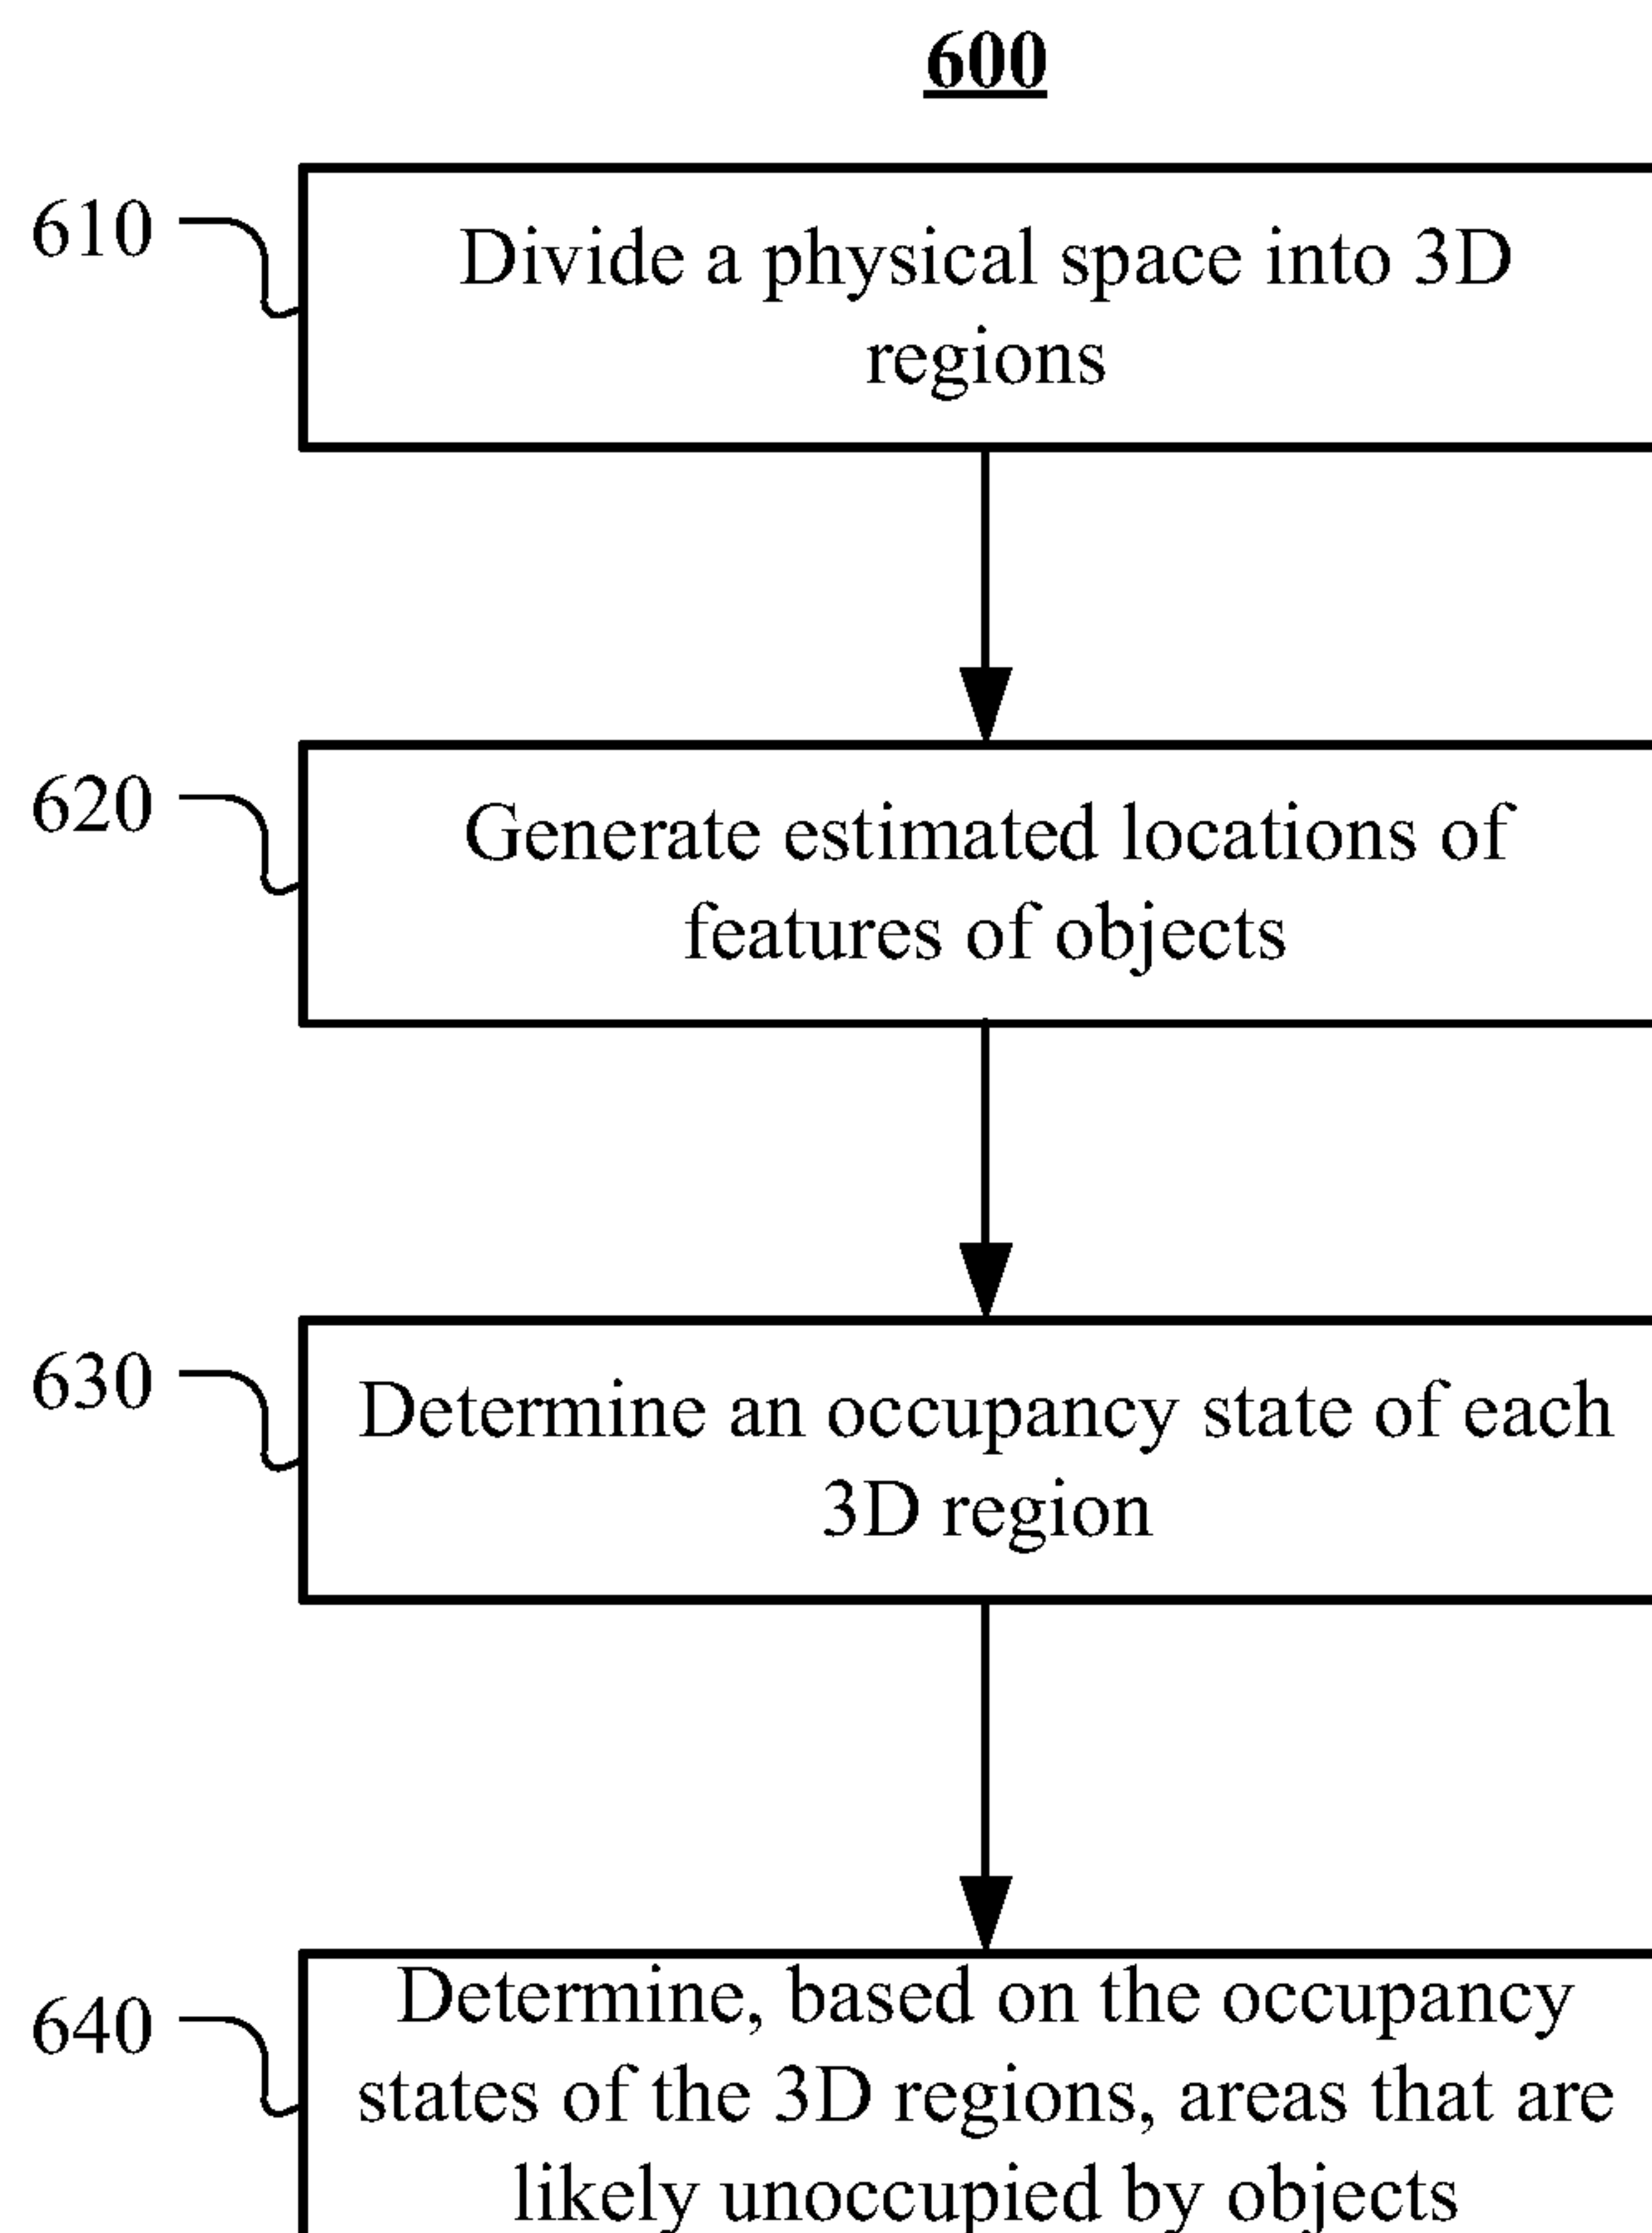 600
610
Divide a physical space into 3D
regions
620
Generate estimated locations of
features of objects
630
Determine an occupancy state of each
3D region
640
Determine, based on the occupancy
states of the 3D regions, areas that are
likely unoccupied by objects